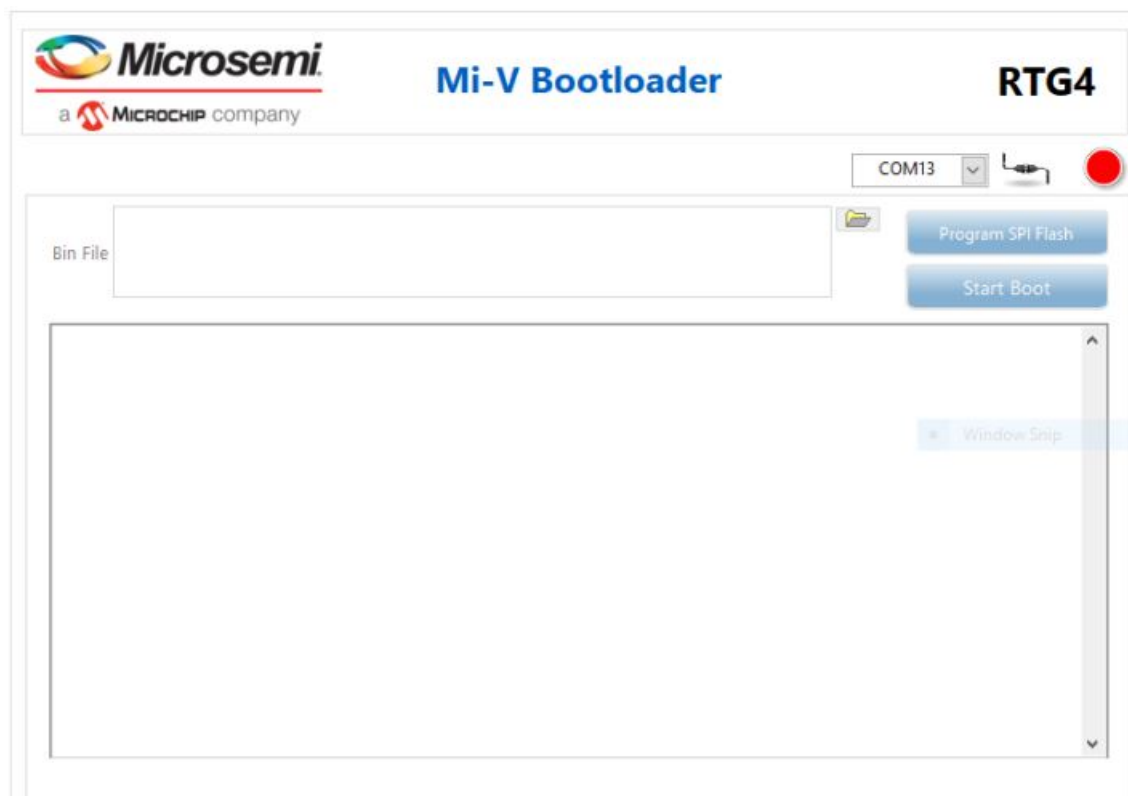 Microsemi.
a MICROCHIP company
Mi-V Bootloader
RTG4
COM13
Bin File
Program SPI Flash
Start Boot
Window Snip